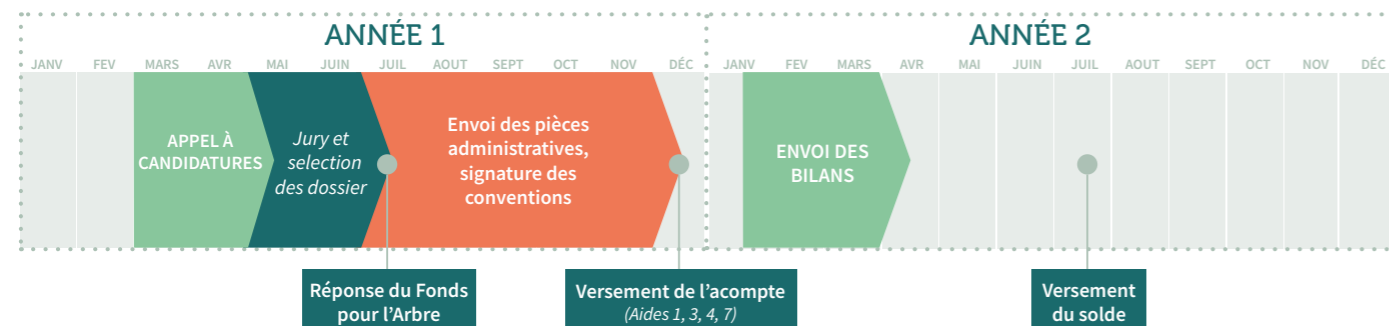 ANNÉE 1
ANNÉE 2
JANV FEV MARS AVR MAI JUIN JUIL AOUT SEPT OCT NOV DÉC
JANV FEV MARS AVR MAI JUIN JUIL AOUT SEPT OCT NOV DÉC
APPEL À
CANDIDATURES
Jury et
selection
des dossier
Envoi des pièces
administratives,
signature des
conventions
ENVOI DES
BILANS
Réponse du Fonds
pour l'Arbre
Versement de l'acompte
(Aides 1, 3, 4, 7)
Versement
du solde